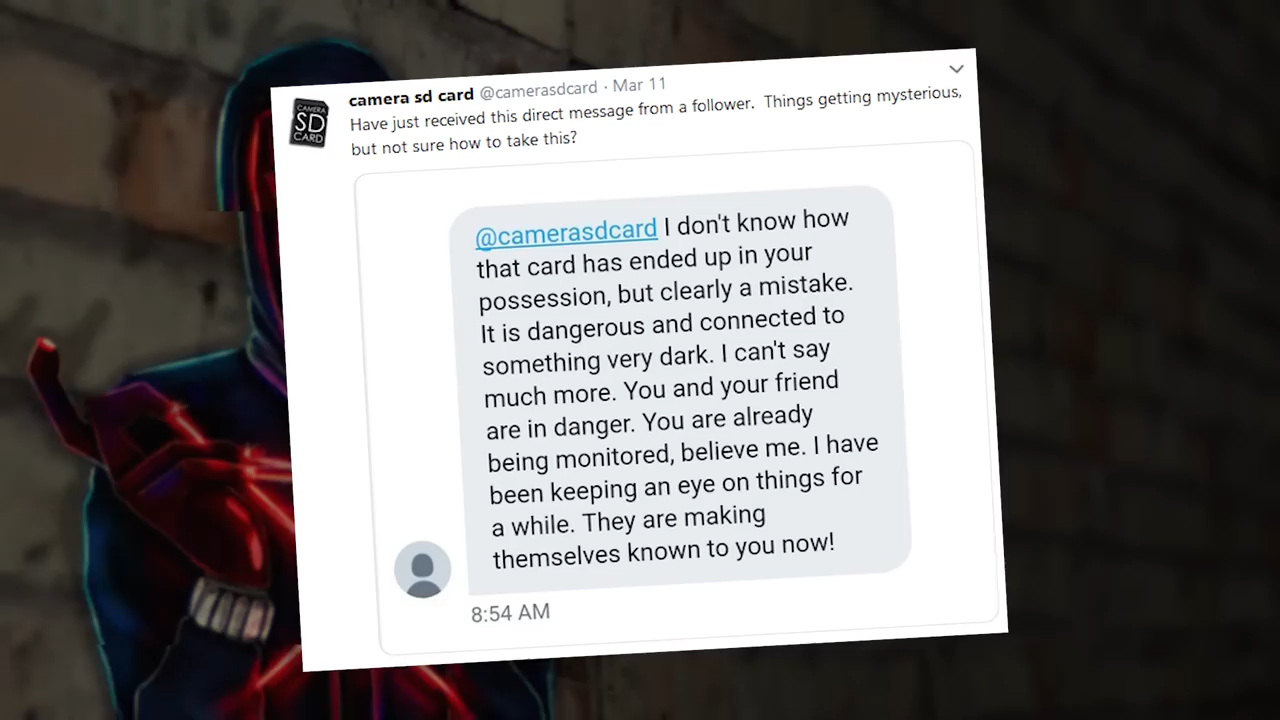 camera sd card @camerasdcard · Mar 11
Have just received this direct message from a follower. Things getting mysterious,
but not sure how to take this?
CAMERA
SD
CARD
@camerasdcard I don't know how
that card has ended up in your
possession, but clearly a mistake.
It is dangerous and connected to
something very dark. I can't say
much more. You and your friend
are in danger. You are already
being monitored, believe me. I have
been keeping an eye on things for
a while. They are making
themselves known to you now!
8:54 AM